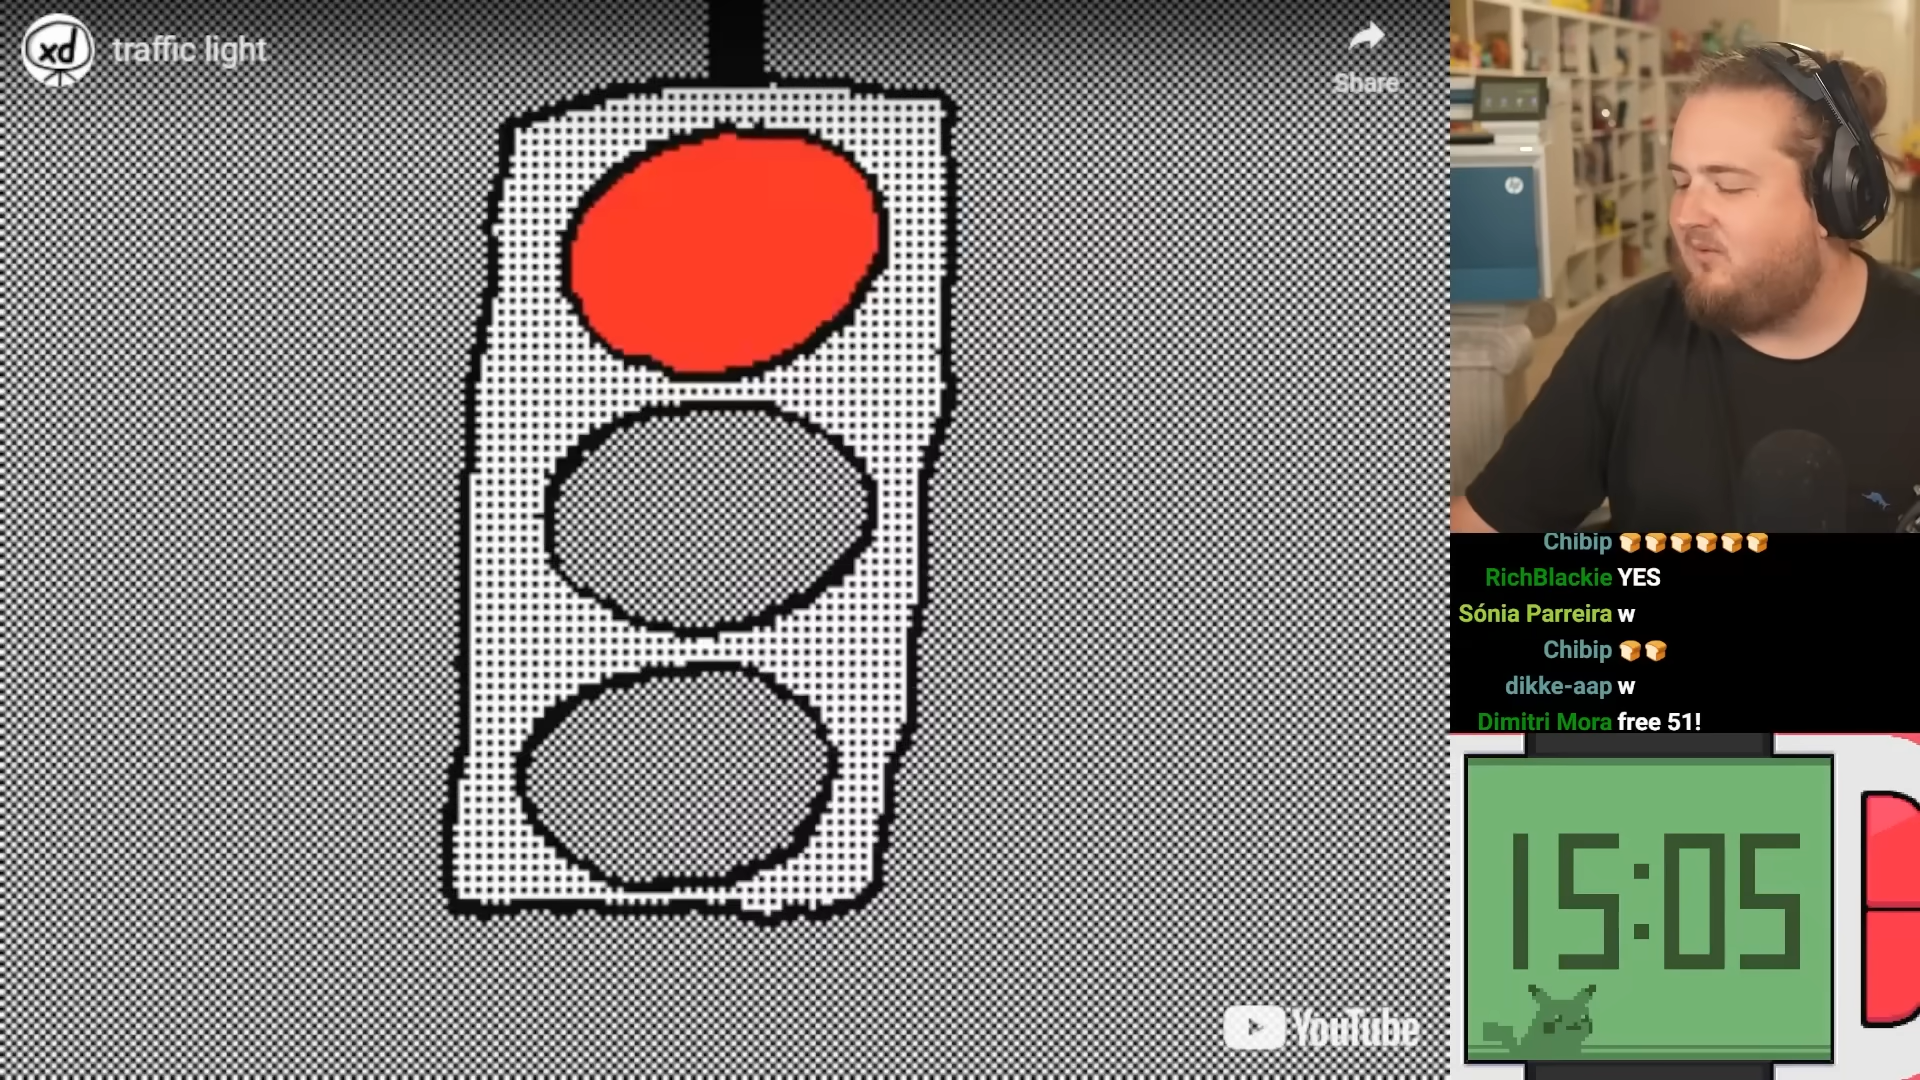 xd
traffic light
Share
hp
Chibip
RichBlackie YES
Sónia Parreira w
Chibip
dikke-aap w
Dimitri Mora free 51!
15:05
YouTube